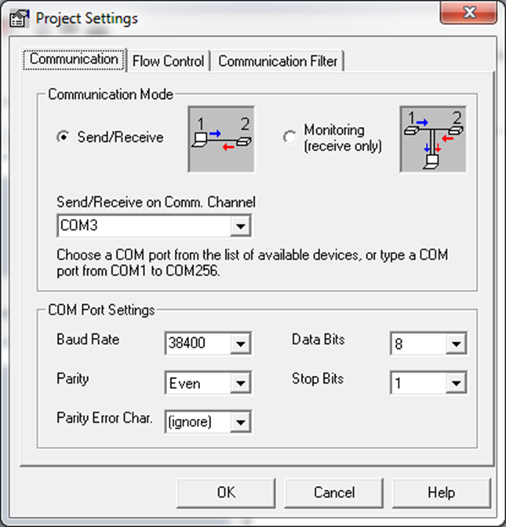 Project Settings
Communication
Flow Control
Communication Filter
Communication Mode
Send/Receive
1 2
Monitoring
(receive only)
1 2
Send/Receive on Comm. Channel
COM3
Choose a COM port from the list of available devices, or type a COM
port from COM1 to COM256.
COM Port Settings
Baud Rate
38400
Data Bits
8
Parity
Even
Stop Bits
1
Parity Error Char.
(ignore)
OK
Cancel
Help